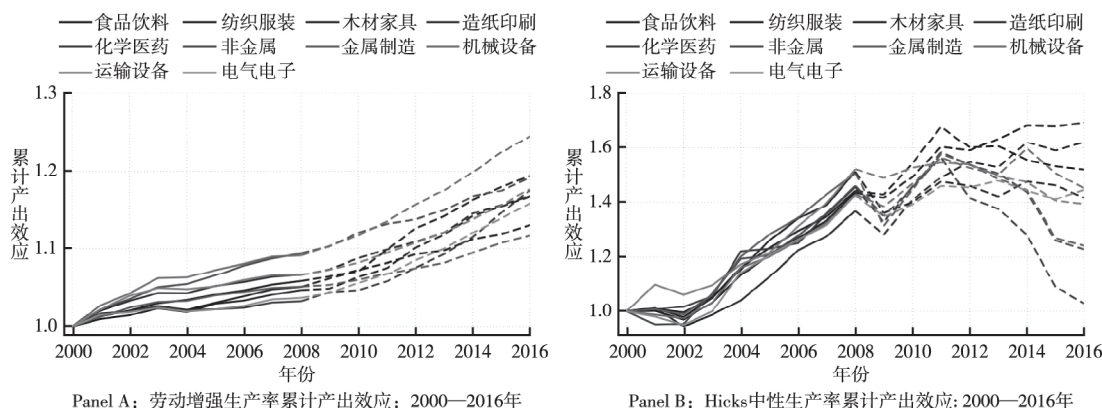 食品饮料 纺织服装 木材家具 造纸印刷
化学医药 非金属 金属制造 机械设备
运输设备 电气电子
1.3
1.2
1.1
1.0
累计产出效应
2000 2002 2004 2006 2008 2010 2012 2014 2016
年份
Panel A：劳动增强生产率累计产出效应：2000—2016年
食品饮料 纺织服装 木材家具 造纸印刷
化学医药 非金属 金属制造 机械设备
运输设备 电气电子
1.8
1.6
1.4
1.2
1.0
累计产出效应
2000 2002 2004 2006 2008 2010 2012 2014 2016
年份
Panel B：Hicks中性生产率累计产出效应：2000—2016年